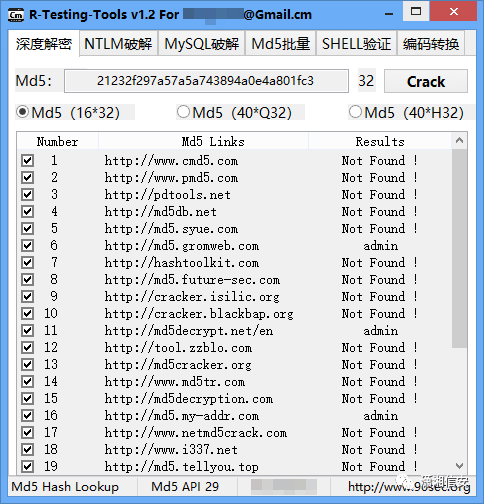 Cm R-Testing-Tools v1.2 For @Gmail.cm
深度解密 NTLM破解 MySQL破解 Md5批量 SHELL验证 编码转换
Md5: 21232f297a57a5a743894a0e4a801fc3 32 Crack
Md5 (16*32) Md5 (40*Q32) Md5 (40*H32)
Number Md5 Links Results
1 http://www.cmd5.com Not Found !
2 http://www.pmd5.com Not Found !
3 http://pdtools.net Not Found !
4 http://md5db.net Not Found !
5 http://md5.syue.com Not Found !
6 http://md5.gromweb.com admin
7 http://hashtoolkit.com Not Found !
8 http://md5.future-sec.com Not Found !
9 http://cracker.isilic.org Not Found !
10 http://cracker.blackbap.org Not Found !
11 http://md5decrypt.net/en admin
12 http://tool.zzblo.com Not Found !
13 http://md5cracker.org Not Found !
14 http://www.md5tr.com Not Found !
15 http://md5decryption.com Not Found !
16 http://md5.my-addr.com admin
17 http://www.netmd5crack.com Not Found !
18 http://www.i337.net Not Found !
19 http://md5.tellyou.top Not Found !
Md5 Hash Lookup Md5 API 29 http://www.90sec.org
潇湘信安